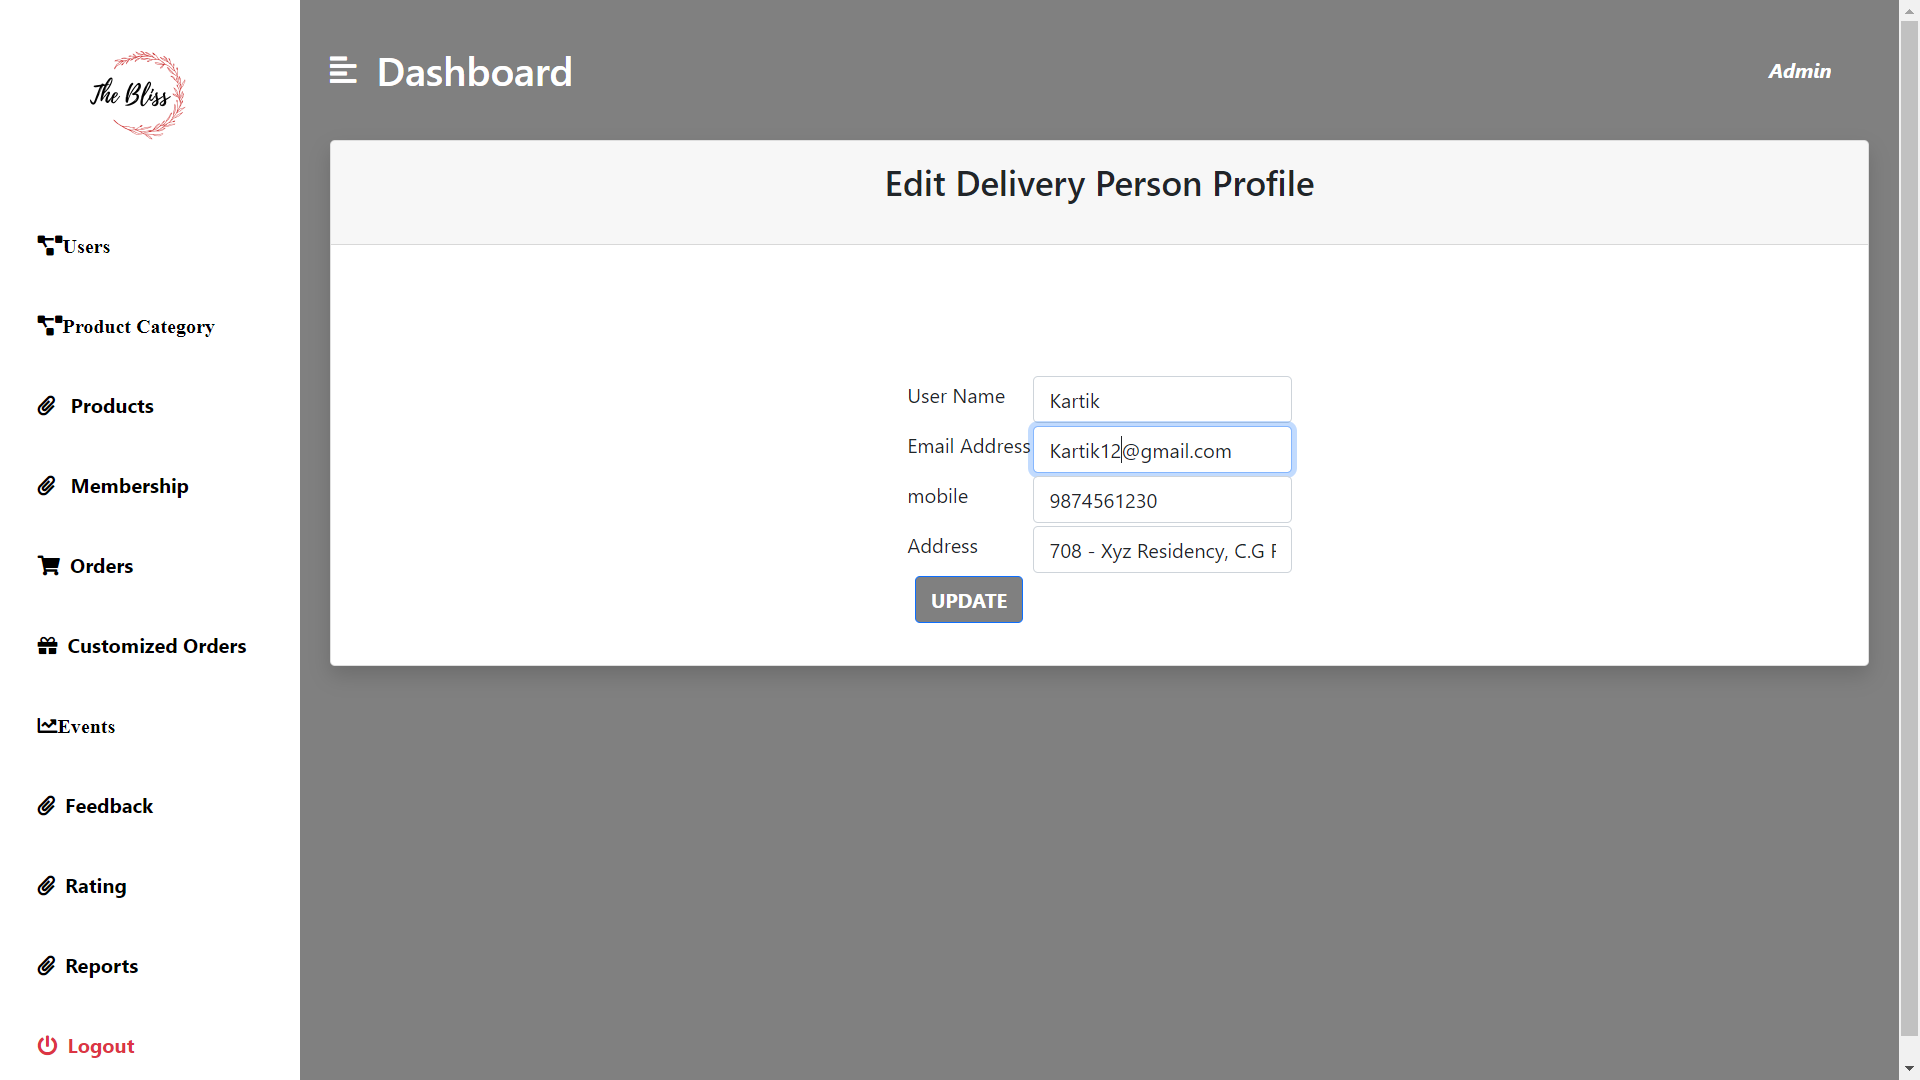 The Bliss
Users
Product Category
Products
Membership
Orders
Customized Orders
Events
Feedback
Rating
Reports
Logout
Dashboard
Admin
Edit Delivery Person Profile
User Name Kartik
Email Address Kartik12@gmail.com
mobile 9874561230
Address 708 - Xyz Residency, C.G
UPDATE